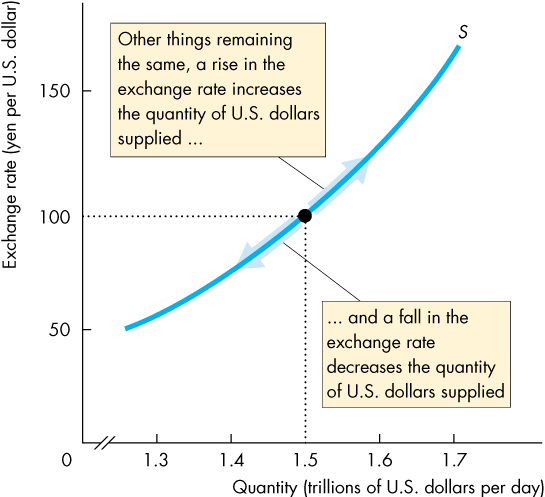 Exchange rate (yen per U.S. dollar)
S
Other things remaining
the same, a rise in the
exchange rate increases
the quantity of U.S. dollars
supplied ...
150
100
50
... and a fall in the
exchange rate
decreases the quantity
of U.S. dollars supplied
0
1.3 1.4 1.5 1.6 1.7
Quantity (trillions of U.S. dollars per day)